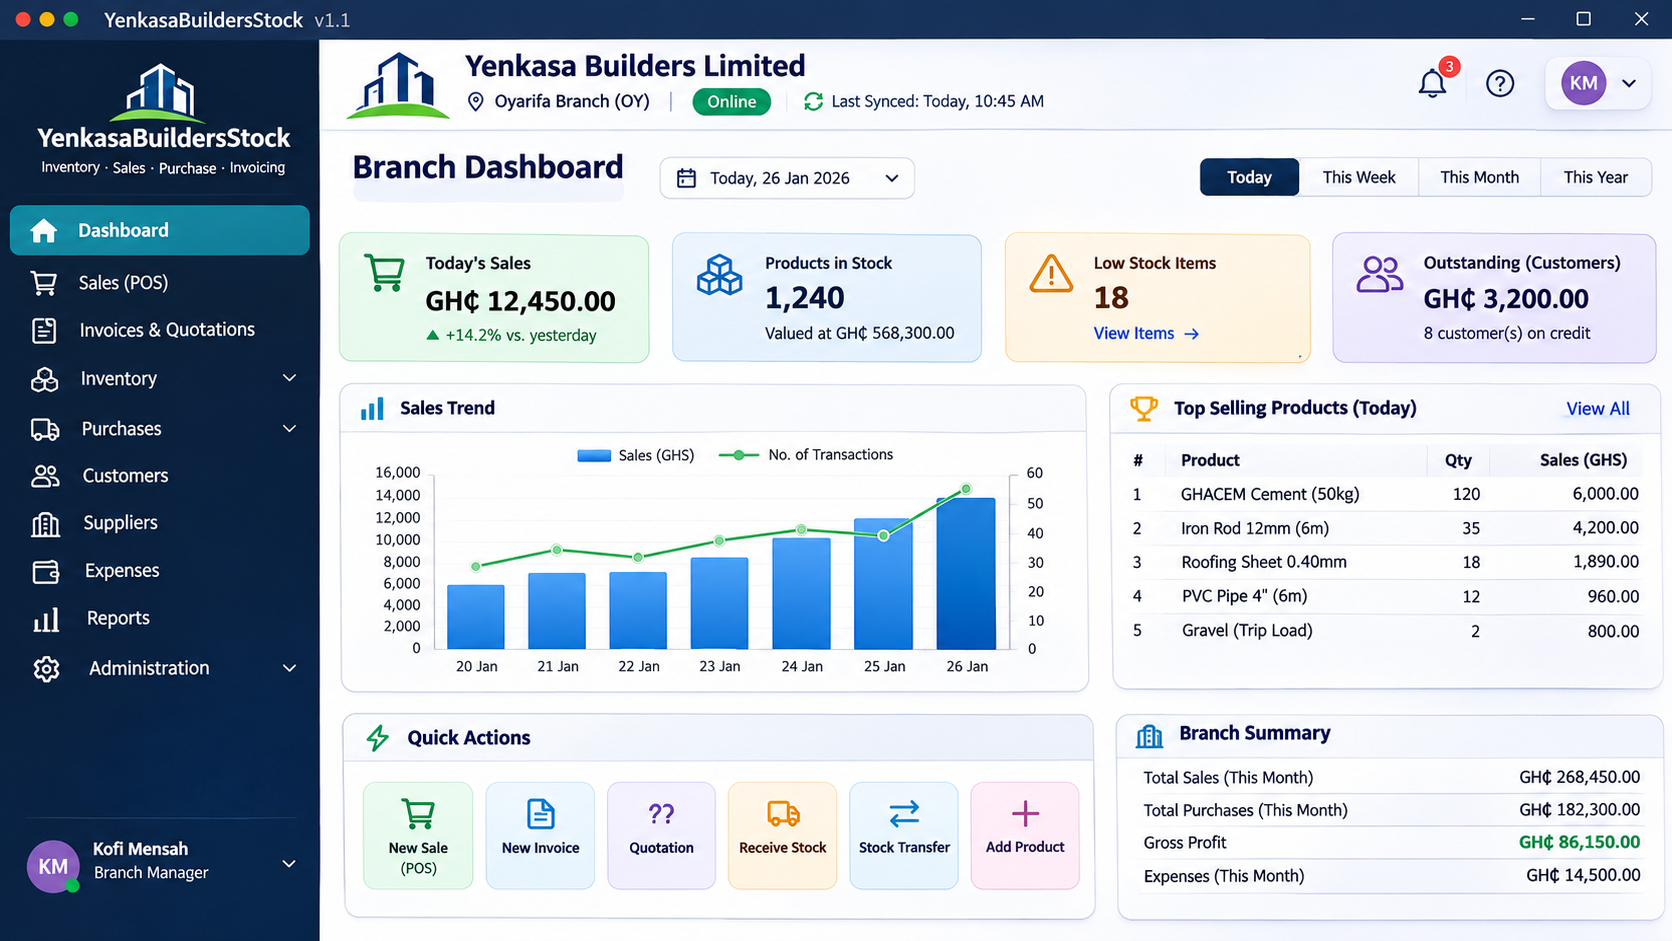 YenkasaBuildersStock v1.1
YenkasaBuildersStock
Inventory · Sales · Purchase · Invoicing
Dashboard
Sales (POS)
Invoices & Quotations
Inventory
Purchases
Customers
Suppliers
Expenses
Reports
Administration
KM
Kofi Mensah
Branch Manager
Yenkasa Builders Limited
Oyarifa Branch (OY) | Online Last Synced: Today, 10:45 AM
3
KM
Branch Dashboard
Today, 26 Jan 2026
Today This Week This Month This Year
Today's Sales
GH₵ 12,450.00
▲ +14.2% vs. yesterday
Products in Stock
1,240
Valued at GH₵ 568,300.00
Low Stock Items
18
View Items →
Outstanding (Customers)
GH₵ 3,200.00
8 customer(s) on credit
Sales Trend
Sales (GHS) No. of Transactions
16,000
14,000
12,000
10,000
8,000
6,000
4,000
2,000
0
60
50
40
30
20
10
0
20 Jan 21 Jan 22 Jan 23 Jan 24 Jan 25 Jan 26 Jan
Top Selling Products (Today) View All
# Product Qty Sales (GHS)
1 GHACEM Cement (50kg) 120 6,000.00
2 Iron Rod 12mm (6m) 35 4,200.00
3 Roofing Sheet 0.40mm 18 1,890.00
4 PVC Pipe 4" (6m) 12 960.00
5 Gravel (Trip Load) 2 800.00
Quick Actions
New Sale
(POS)
New Invoice
??
Quotation
Receive Stock
Stock Transfer
Add Product
Branch Summary
Total Sales (This Month) GH₵ 268,450.00
Total Purchases (This Month) GH₵ 182,300.00
Gross Profit GH₵ 86,150.00
Expenses (This Month) GH₵ 14,500.00